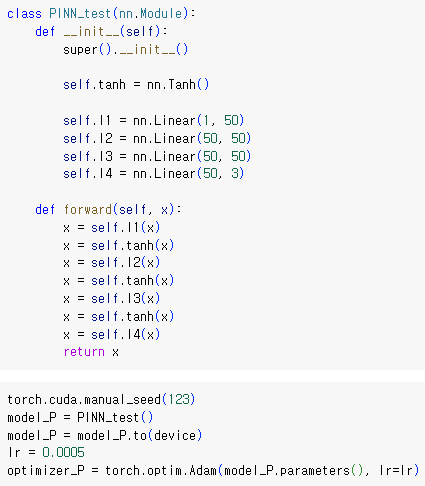 class PINN_test(nn.Module):
    def __init__(self):
        super().__init__()

        self.tanh = nn.Tanh()

        self.l1 = nn.Linear(1, 50)
        self.l2 = nn.Linear(50, 50)
        self.l3 = nn.Linear(50, 50)
        self.l4 = nn.Linear(50, 3)

    def forward(self, x):
        x = self.l1(x)
        x = self.tanh(x)
        x = self.l2(x)
        x = self.tanh(x)
        x = self.l3(x)
        x = self.tanh(x)
        x = self.l4(x)
        return x

torch.cuda.manual_seed(123)
model_P = PINN_test()
model_P = model_P.to(device)
lr = 0.0005
optimizer_P = torch.optim.Adam(model_P.parameters(), lr=lr)